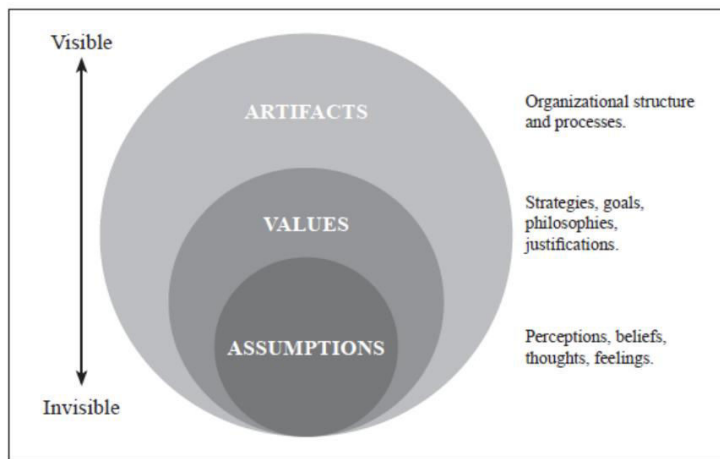 Visible
ARTIFACTS
Organizational structure
and processes.
VALUES
Strategies, goals,
philosophies,
justifications.
ASSUMPTIONS
Perceptions, beliefs,
thoughts, feelings.
Invisible